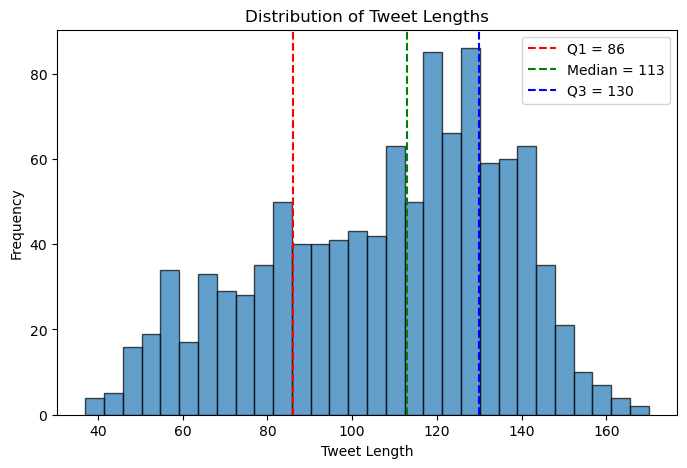 Distribution of Tweet Lengths
Q1 = 86
Median = 113
Q3 = 130
Frequency
80
60
40
20
0
40 60 80 100 120 140 160
Tweet Length